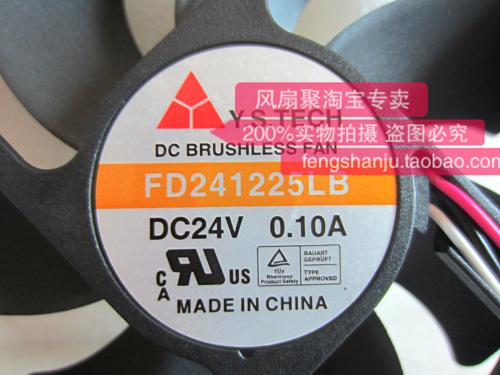 风扇聚淘宝专卖
YS TECH
200%实物拍摄 盗图必究
DC BRUSHLESS FAN
fengshanju.taobao.com
FD241225LB
DC24V 0.10A
C UL US
A
TÜV
Rheinland
Product Safety
BAUART
GEPRÜFT
TYPE
APPROVED
MADE IN CHINA